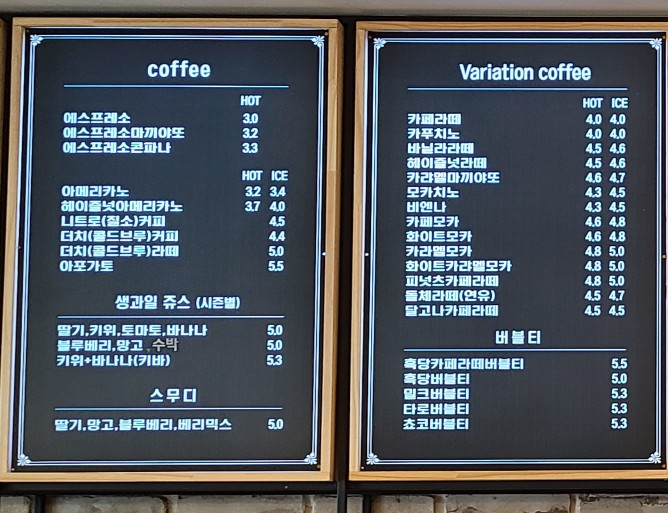 coffee
HOT
에스프레소 3.0
에스프레소마끼야또 3.2
에스프레소콘파나 3.3
HOT ICE
아메리카노 3.2 3.4
헤이즐넛아메리카노 3.7 4.0
니트로(질소)커피 4.5
더치(콜드브루)커피 4.4
더치(콜드브루)라떼 5.0
아포가토 5.5
생과일 쥬스 (시즌별)
딸기,키위,토마토,바나나 5.0
블루베리,망고,수박 5.0
키위+바나나(키바) 5.3
스무디
딸기,망고,블루베리,베리믹스 5.0
Variation coffee
HOT ICE
카페라떼 4.0 4.0
카푸치노 4.0 4.0
바닐라라떼 4.5 4.6
헤이즐넛라떼 4.5 4.6
카라멜마끼야또 4.6 4.7
모카치노 4.3 4.5
비엔나 4.3 4.5
카페모카 4.6 4.8
화이트모카 4.6 4.8
카라멜모카 4.8 5.0
화이트카라멜모카 4.8 5.0
피넛츠카페라떼 4.8 5.0
돌체라떼(연유) 4.5 4.7
달고나카페라떼 4.5 4.5
버블티
흑당카페라떼버블티 5.5
흑당버블티 5.0
밀크버블티 5.3
타로버블티 5.3
쵸코버블티 5.3